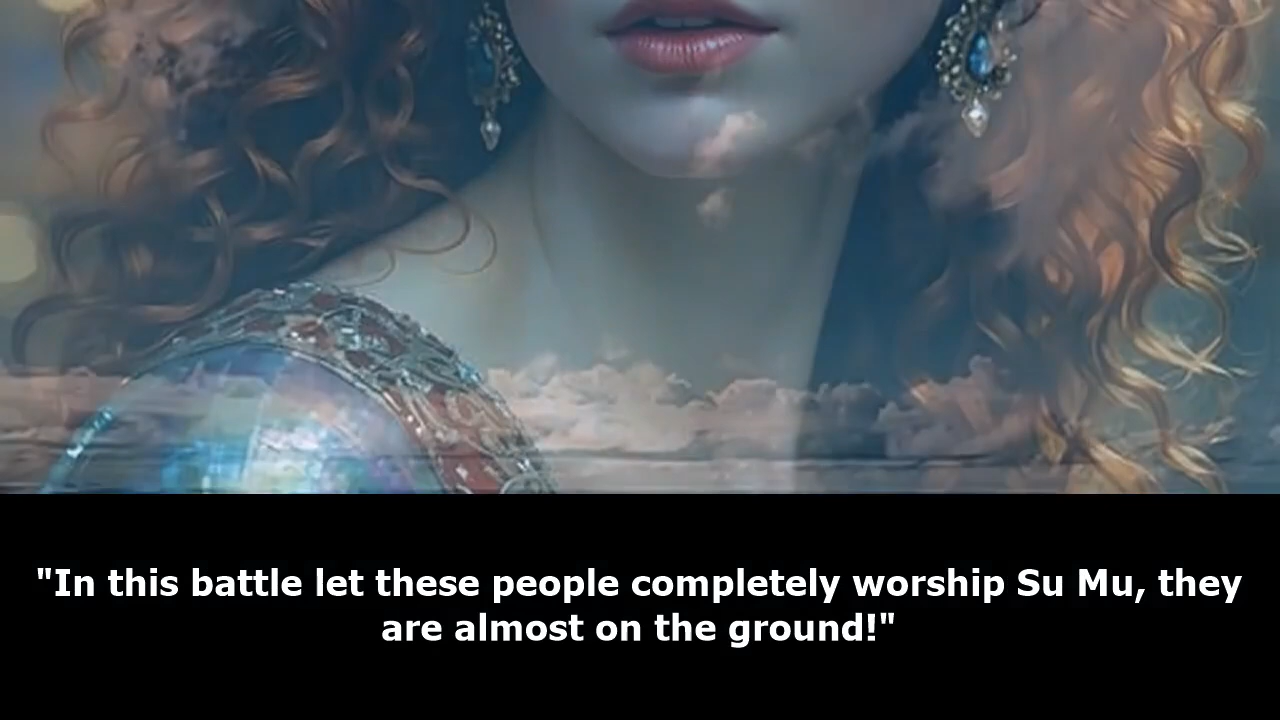 "In this battle let these people completely worship Su Mu, they
are almost on the ground!"